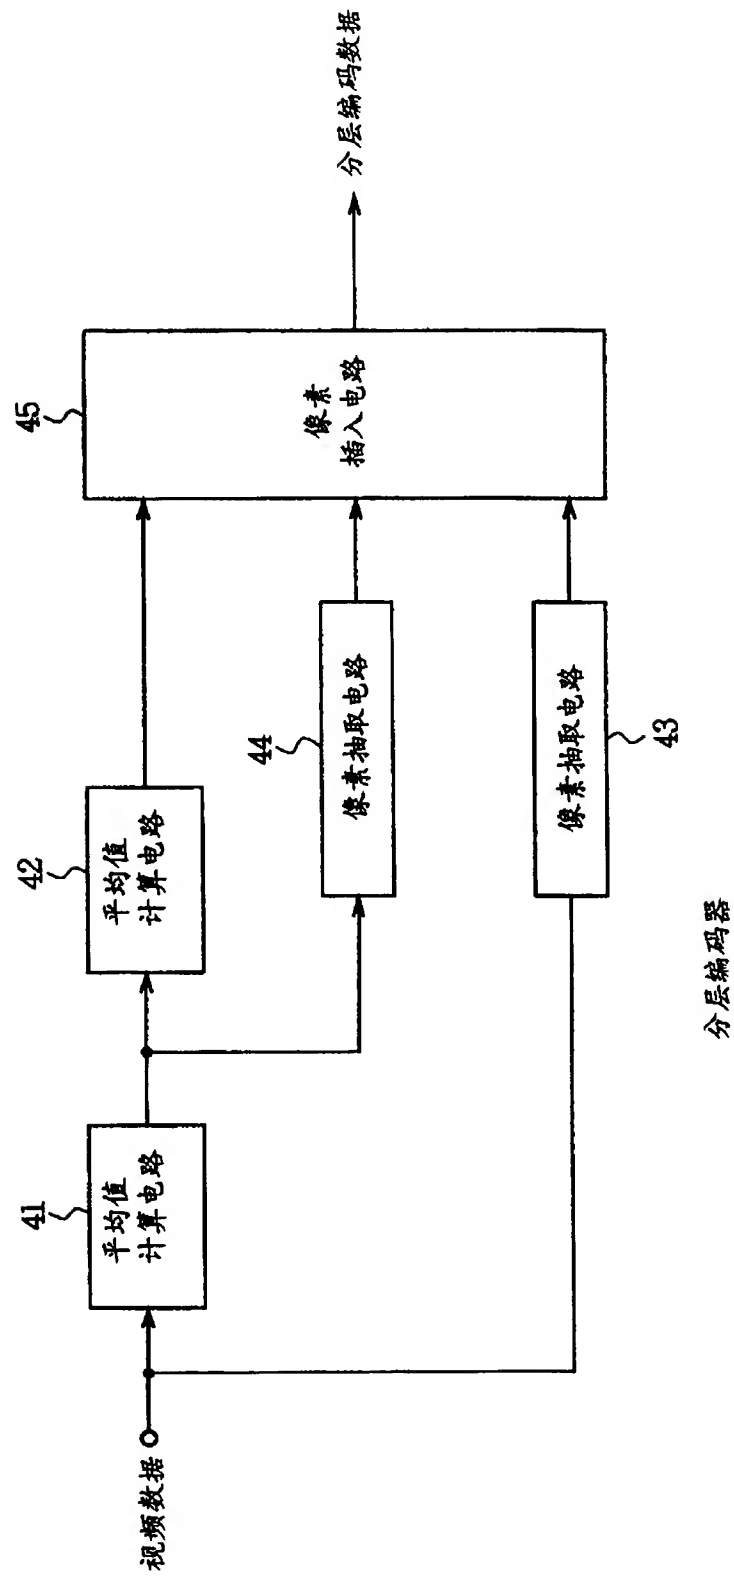 视频数据
41
平均值
计算电路
42
平均值
计算电路
44
像素抽取电路
43
像素抽取电路
45
像素
插入电路
分层编码数据
分层编码器